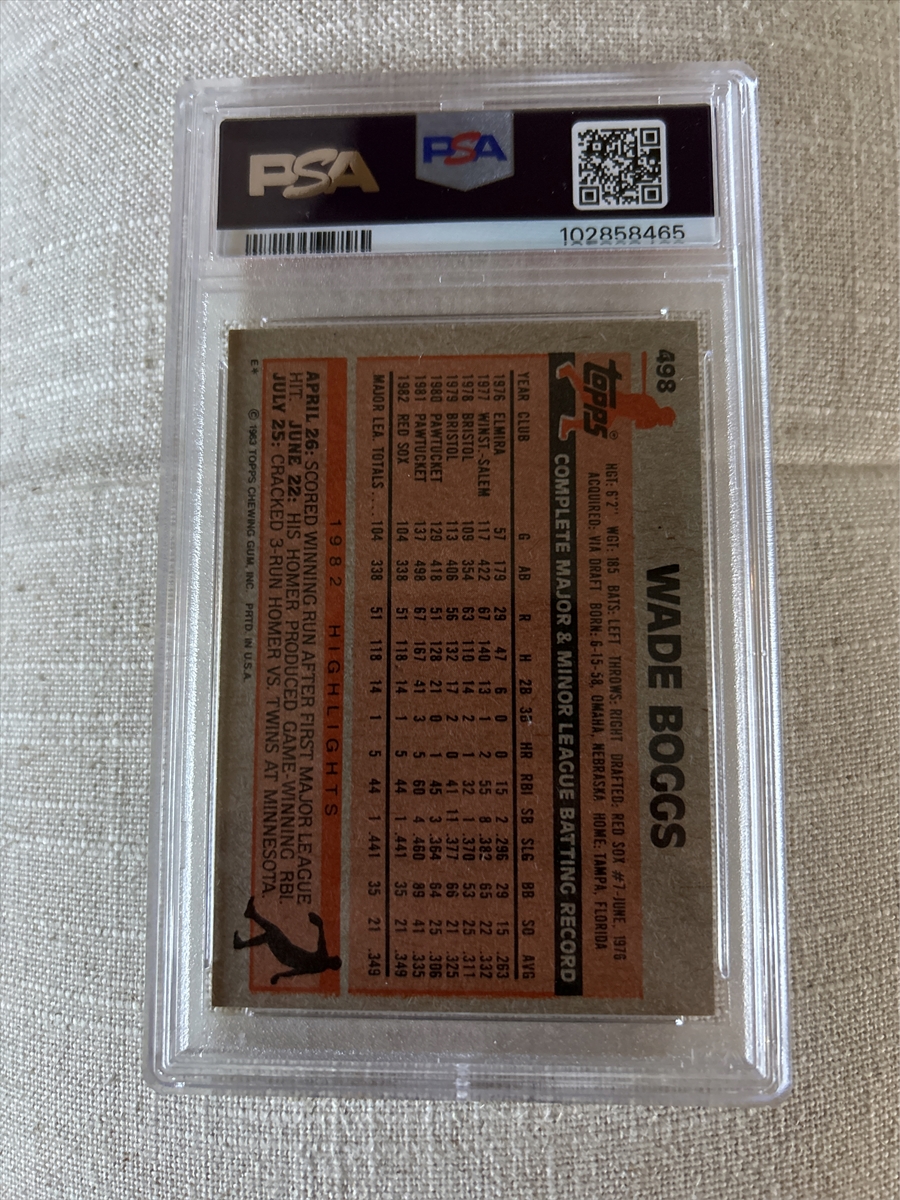 PSA
PSA
102858465
498
WADE BOGGS
topps®
HGT: 6'2" WGT: 185 BATS: LEFT THROWS: RIGHT DRAFTED: RED SOX #7-JUNE, 1976
ACQUIRED: VIA DRAFT BORN: 6-15-58, OMAHA, NEBRASKA HOME: TAMPA, FLORIDA
COMPLETE MAJOR & MINOR LEAGUE BATTING RECORD
YEAR CLUB G AB R H 2B 3B HR RBI SB SLG BB SO AVG
1976 ELMIRA 57 179 29 47 6 0 0 15 2 .296 29 15 .263
1977 WINST.-SALEM 117 422 67 140 13 1 2 55 8 .382 65 22 .332
1978 BRISTOL 109 354 63 110 14 2 1 32 1 .370 53 25 .311
1979 BRISTOL 113 406 56 132 17 2 0 41 11 .377 66 21 .325
1980 PAWTUCKET 129 418 51 128 21 0 1 45 3 .364 64 25 .306
1981 PAWTUCKET 137 498 67 167 41 3 5 60 4 .460 89 41 .335
1982 RED SOX 104 338 51 118 14 1 5 44 1 .441 35 21 .349
MAJOR LEA. TOTALS.... 104 338 51 118 14 1 5 44 1 .441 35 21 .349
1982 HIGHLIGHTS
APRIL 26: SCORED WINNING RUN AFTER FIRST MAJOR LEAGUE
HIT. JUNE 22: HIS HOMER PRODUCED GAME-WINNING RBI.
JULY 25: CRACKED 3-RUN HOMER VS. TWINS AT MINNESOTA.
E* © 1983 TOPPS CHEWING GUM, INC. PRTD. IN U.S.A.